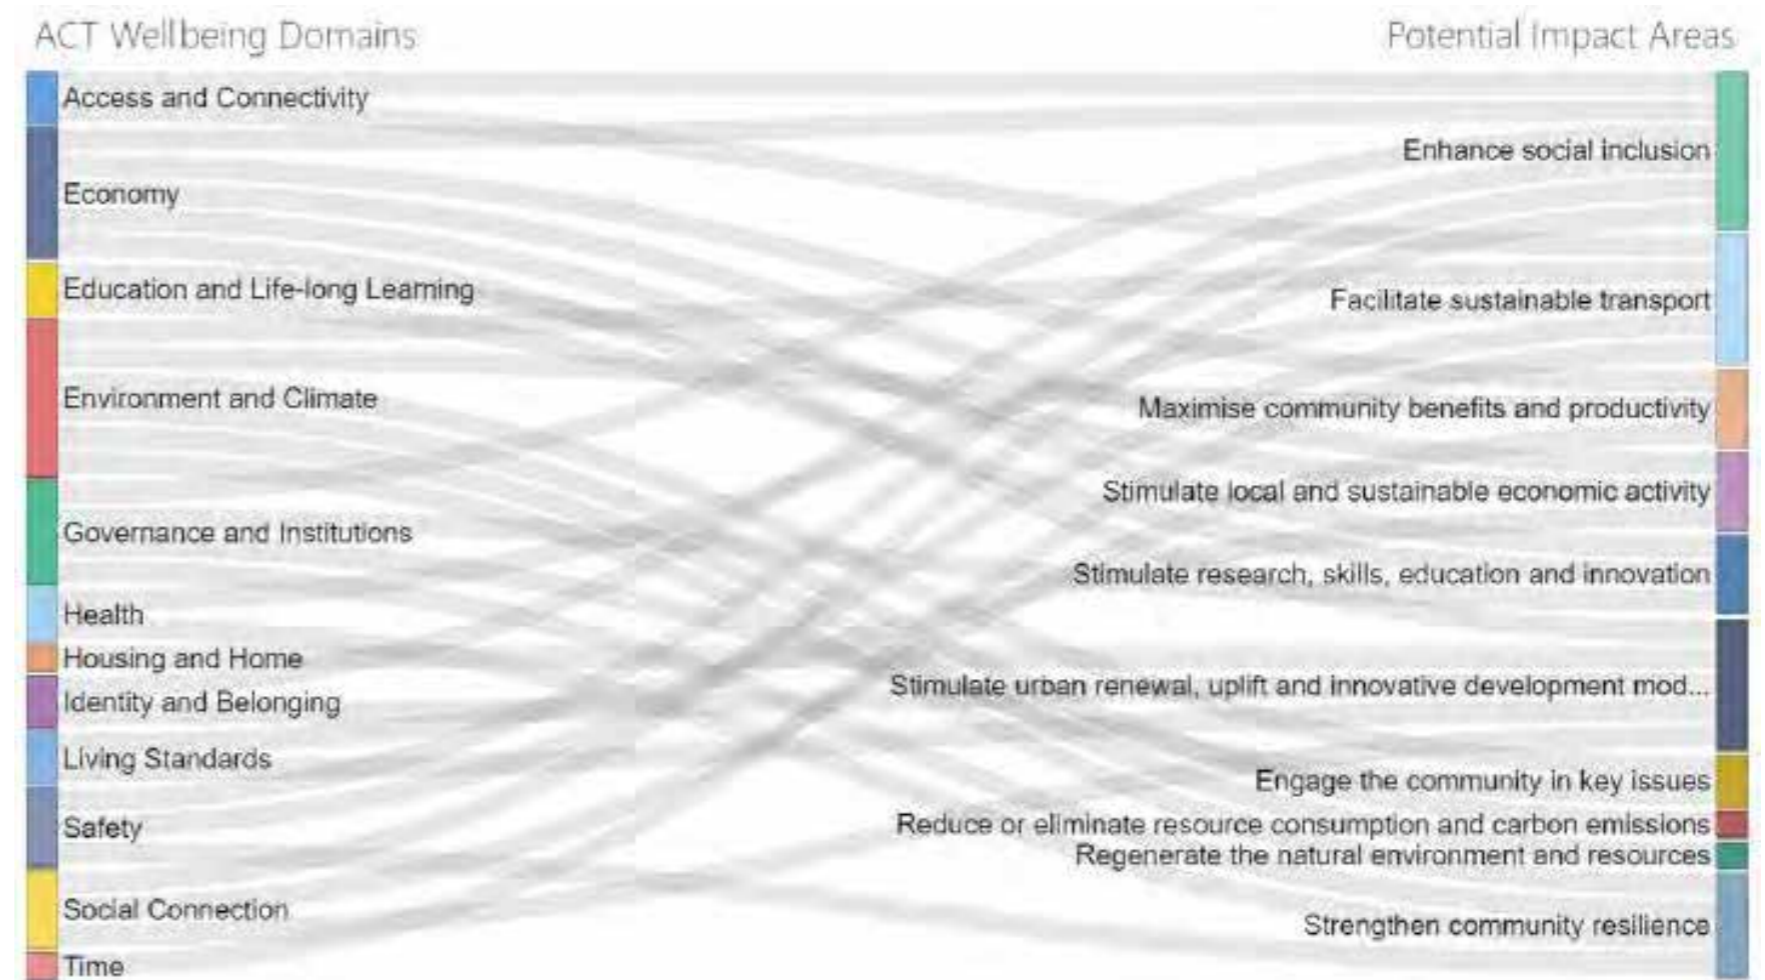 ACT Wellbeing Domains
Potential Impact Areas
Access and Connectivity
Economy
Education and Life-long Learning
Environment and Climate
Governance and Institutions
Health
Housing and Home
Identity and Belonging
Living Standards
Safety
Social Connection
Time
Enhance social inclusion
Facilitate sustainable transport
Maximise community benefits and productivity
Stimulate local and sustainable economic activity
Stimulate research, skills, education and innovation
Stimulate urban renewal, uplift and innovative development mod...
Engage the community in key issues
Reduce or eliminate resource consumption and carbon emissions
Regenerate the natural environment and resources
Strengthen community resilience